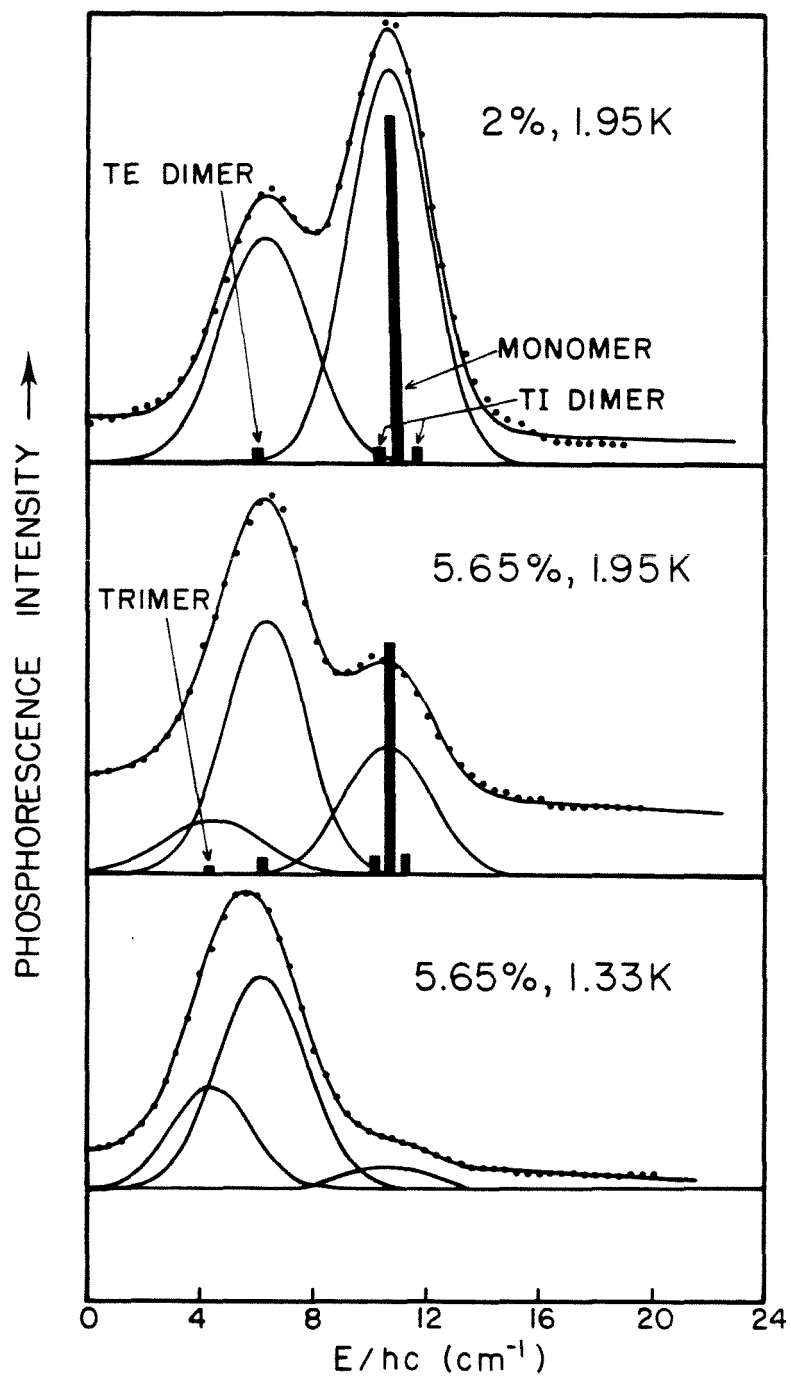 2%, 1.95K
TE DIMER
MONOMER
TI DIMER
PHOSPHORESCENCE INTENSITY
5.65%, 1.95K
TRIMER
5.65%, 1.33K
0 4 8 12 16 20 24
E/hc (cm⁻¹)